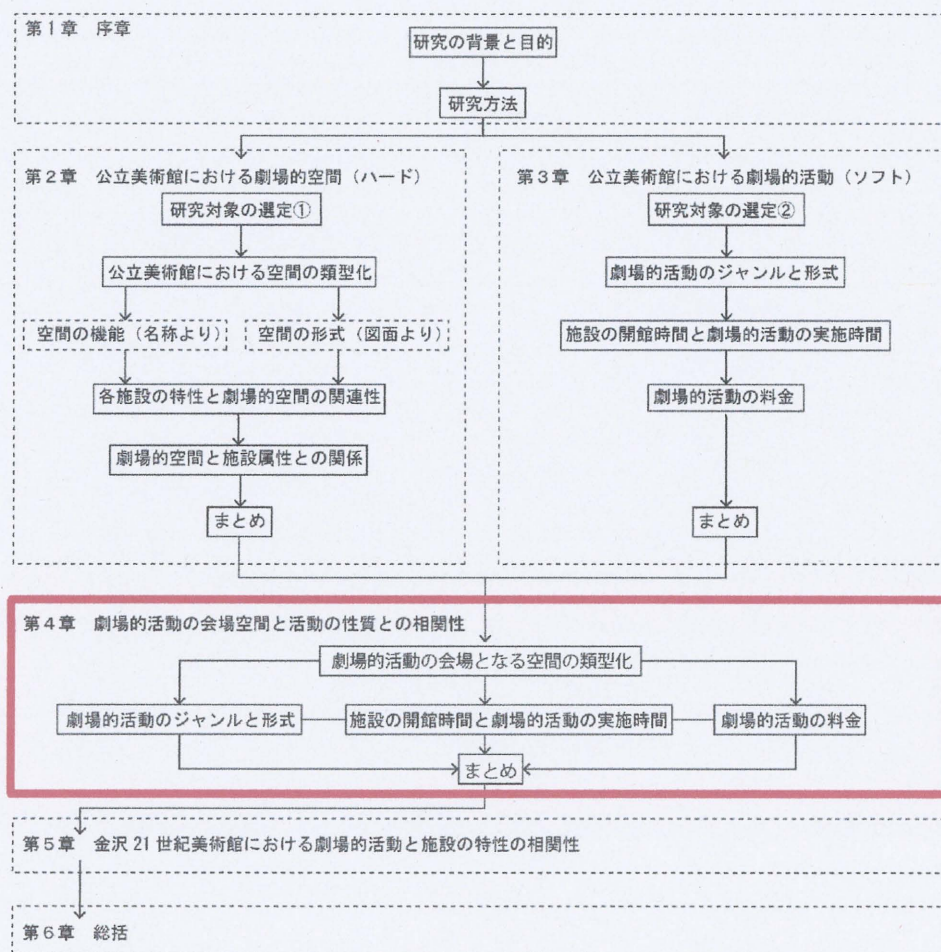 第1章　序章
研究の背景と目的
研究方法
第2章　公立美術館における劇場的空間（ハード）
研究対象の選定①
公立美術館における空間の類型化
空間の機能（名称より）
空間の形式（図面より）
各施設の特性と劇場的空間の関連性
劇場的空間と施設属性との関係
まとめ
第3章　公立美術館における劇場的活動（ソフト）
研究対象の選定②
劇場的活動のジャンルと形式
施設の開館時間と劇場的活動の実施時間
劇場的活動の料金
まとめ
第4章　劇場的活動の会場空間と活動の性質との相関性
劇場的活動の会場となる空間の類型化
劇場的活動のジャンルと形式
施設の開館時間と劇場的活動の実施時間
劇場的活動の料金
まとめ
第5章　金沢21世紀美術館における劇場的活動と施設の特性の相関性
第6章　総括